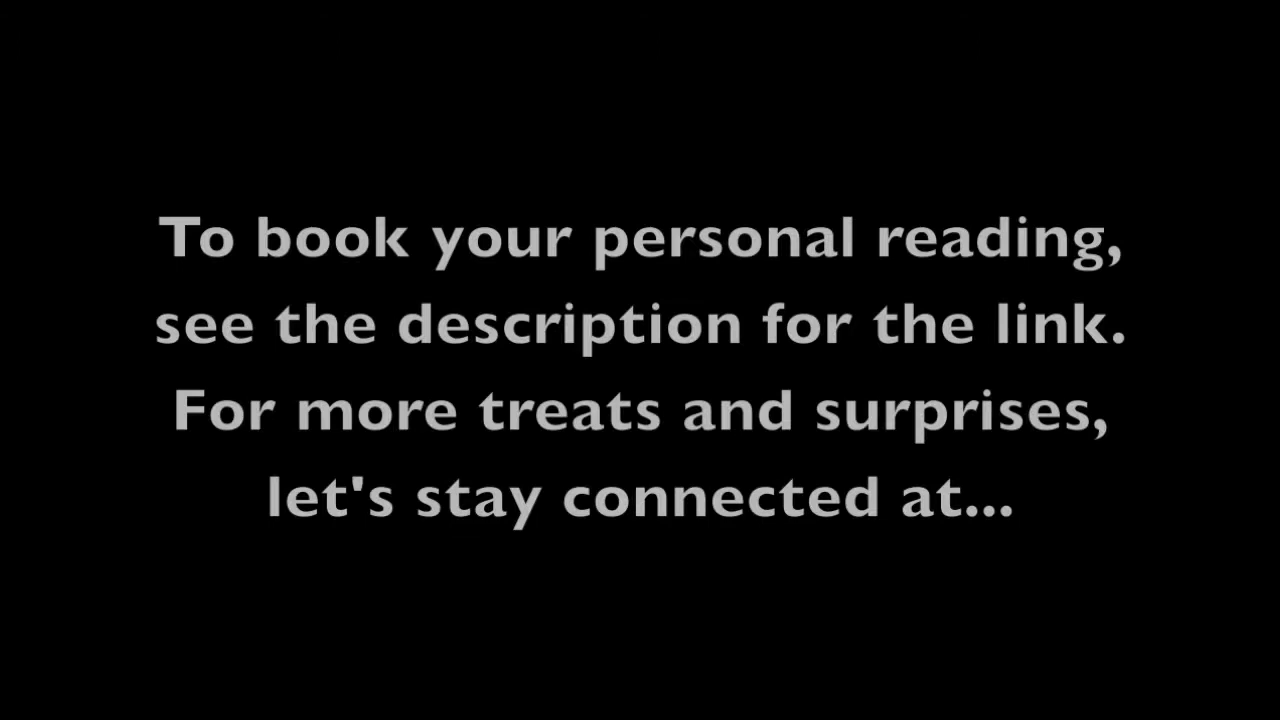 To book your personal reading,
see the description for the link.
For more treats and surprises,
let's stay connected at...